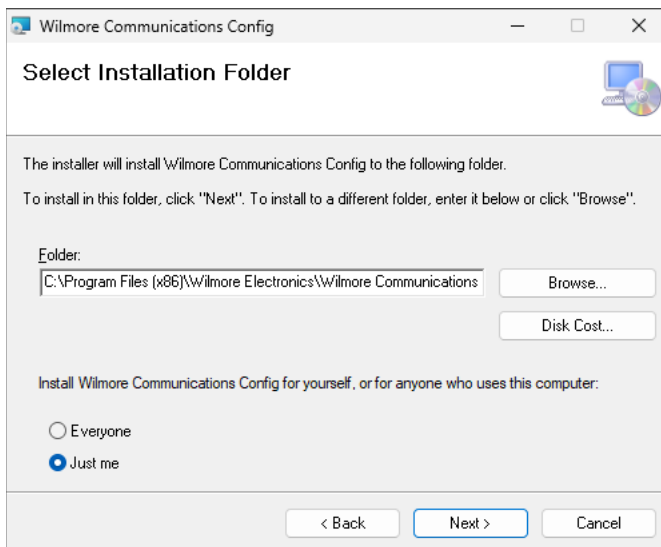 Wilmore Communications Config
Select Installation Folder
The installer will install Wilmore Communications Config to the following folder.
To install in this folder, click "Next". To install to a different folder, enter it below or click "Browse".
Folder:
C:\Program Files (x86)\Wilmore Electronics\Wilmore Communications
Browse...
Disk Cost...
Install Wilmore Communications Config for yourself, or for anyone who uses this computer:
Everyone
Just me
< Back
Next >
Cancel